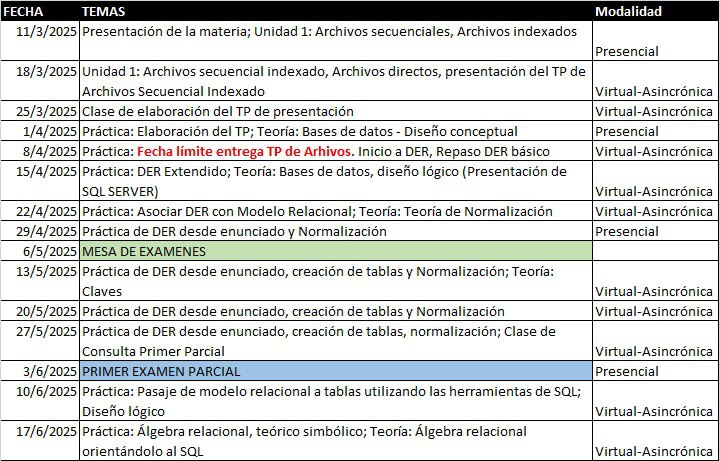 FECHA TEMAS Modalidad
11/3/2025 Presentación de la materia; Unidad 1: Archivos secuenciales, Archivos indexados
Presencial
18/3/2025 Unidad 1: Archivos secuencial indexado, Archivos directos, presentación del TP de
Archivos Secuencial Indexado Virtual-Asincrónica
25/3/2025 Clase de elaboración del TP de presentación Virtual-Asincrónica
1/4/2025 Práctica: Elaboración del TP; Teoría: Bases de datos - Diseño conceptual Presencial
8/4/2025 Práctica: Fecha límite entrega TP de Arhivos. Inicio a DER, Repaso DER básico Virtual-Asincrónica
15/4/2025 Práctica: DER Extendido; Teoría: Bases de datos, diseño lógico (Presentación de
SQL SERVER) Virtual-Asincrónica
22/4/2025 Práctica: Asociar DER con Modelo Relacional; Teoría: Teoría de Normalización Virtual-Asincrónica
29/4/2025 Práctica de DER desde enunciado y Normalización Presencial
6/5/2025 MESA DE EXAMENES
13/5/2025 Práctica de DER desde enunciado, creación de tablas y Normalización; Teoría:
Claves Virtual-Asincrónica
20/5/2025 Práctica de DER desde enunciado, creación de tablas y Normalización Virtual-Asincrónica
27/5/2025 Práctica de DER desde enunciado, creación de tablas, normalización; Clase de
Consulta Primer Parcial Virtual-Asincrónica
3/6/2025 PRIMER EXAMEN PARCIAL Presencial
10/6/2025 Práctica: Pasaje de modelo relacional a tablas utilizando las herramientas de SQL;
Diseño lógico Virtual-Asincrónica
17/6/2025 Práctica: Álgebra relacional, teórico simbólico; Teoría: Álgebra relacional
orientándolo al SQL Virtual-Asincrónica